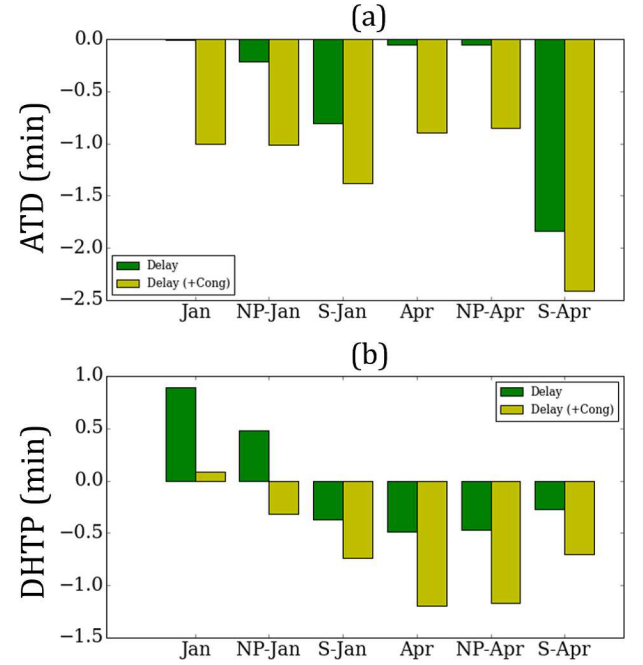 (a)
0.0
−0.5
−1.0
−1.5
−2.0
−2.5
ATD (min)
Delay
Delay (+Cong)
Jan NP-Jan S-Jan Apr NP-Apr S-Apr
(b)
1.0
0.5
0.0
−0.5
−1.0
−1.5
DHTP (min)
Delay
Delay (+Cong)
Jan NP-Jan S-Jan Apr NP-Apr S-Apr